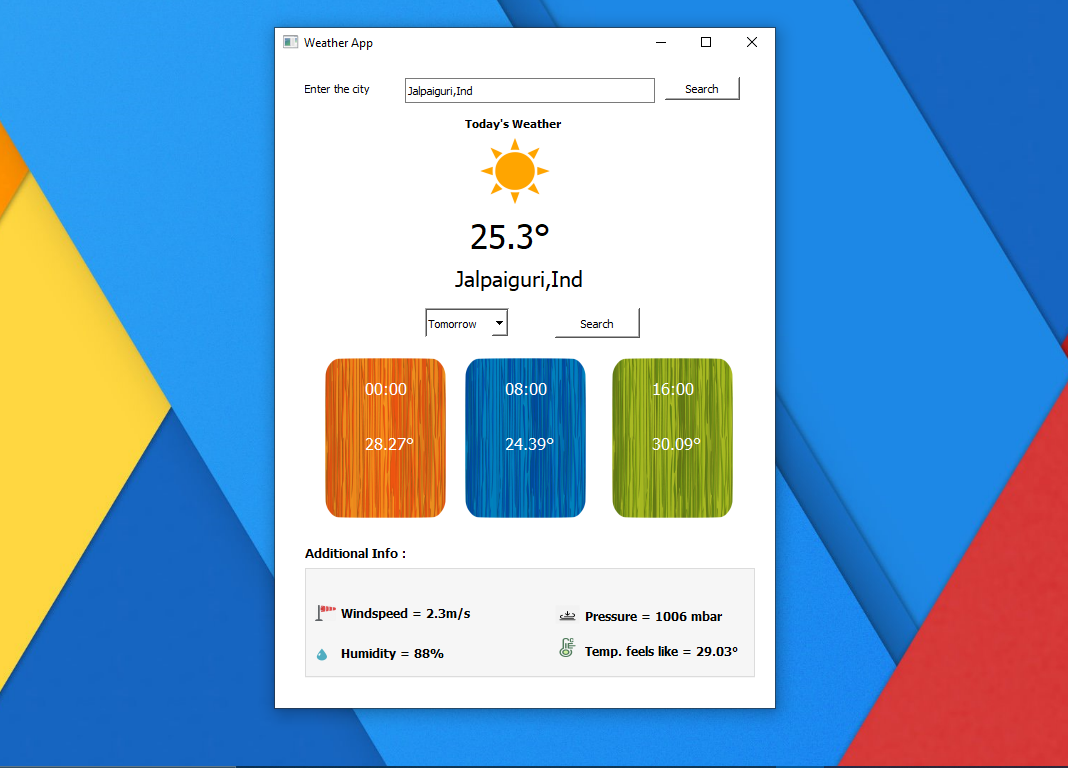 Weather App
Enter the city Jalpaiguri,Ind Search
Today's Weather
25.3°
Jalpaiguri,Ind
Tomorrow Search
00:00 08:00 16:00
28.27° 24.39° 30.09°
Additional Info :
Windspeed = 2.3m/s Pressure = 1006 mbar
Humidity = 88% Temp. feels like = 29.03°